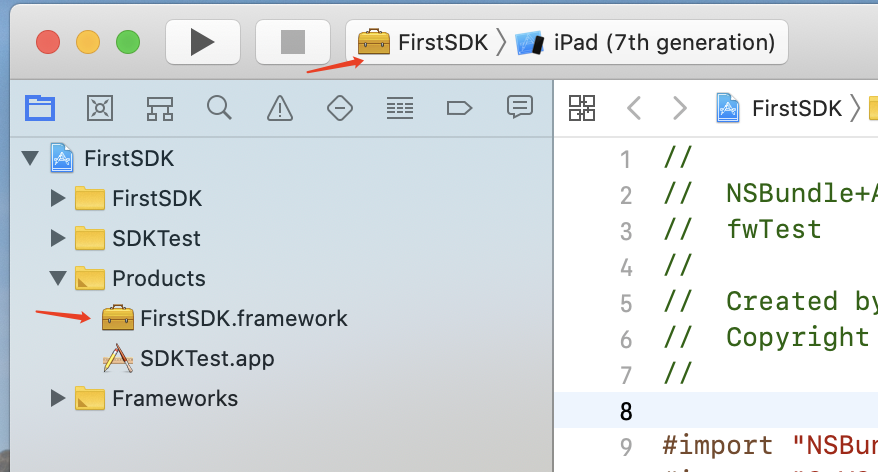 FirstSDK iPad (7th generation)
FirstSDK
FirstSDK
FirstSDK
SDKTest
Products
FirstSDK.framework
SDKTest.app
Frameworks
1 //
2 // NSBundle+
3 // fwTest
4 //
5 // Created by
6 // Copyright
7 //
8
9 #import "NSBun